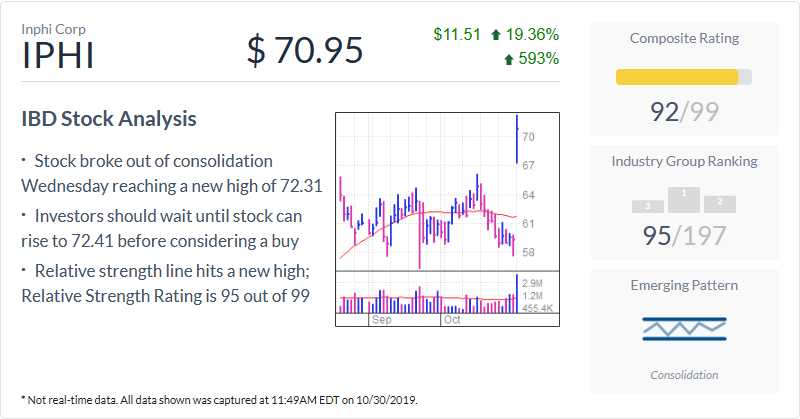 Inphi Corp
IPHI
$ 70.95
$11.51 19.36%
593%
IBD Stock Analysis
· Stock broke out of consolidation
Wednesday reaching a new high of 72.31
· Investors should wait until stock can
rise to 72.41 before considering a buy
· Relative strength line hits a new high;
Relative Strength Rating is 95 out of 99
70
67
64
61
58
2.9M
1.2M
455.4K
Sep
Oct
* Not real-time data. All data shown was captured at 11:49AM EDT on 10/30/2019.
Composite Rating
92/99
Industry Group Ranking
3 1 2
95/197
Emerging Pattern
Consolidation